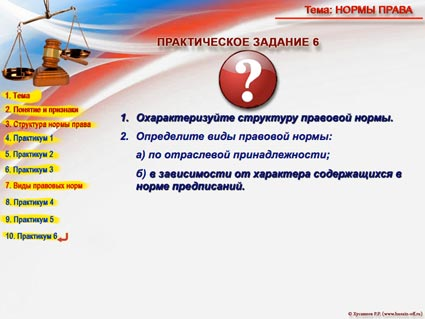 Тема: НОРМЫ ПРАВА
ПРАКТИЧЕСКОЕ ЗАДАНИЕ 6
?
1. Тема
2. Понятие и признаки
3. Структура нормы права
4. Практикум 1
5. Практикум 2
6. Практикум 3
7. Виды правовых норм
8. Практикум 4
9. Практикум 5
10. Практикум 6
1. Охарактеризуйте структуру правовой нормы.
2. Определите виды правовой нормы:
а) по отраслевой принадлежности;
б) в зависимости от характера содержащихся в
норме предписаний.